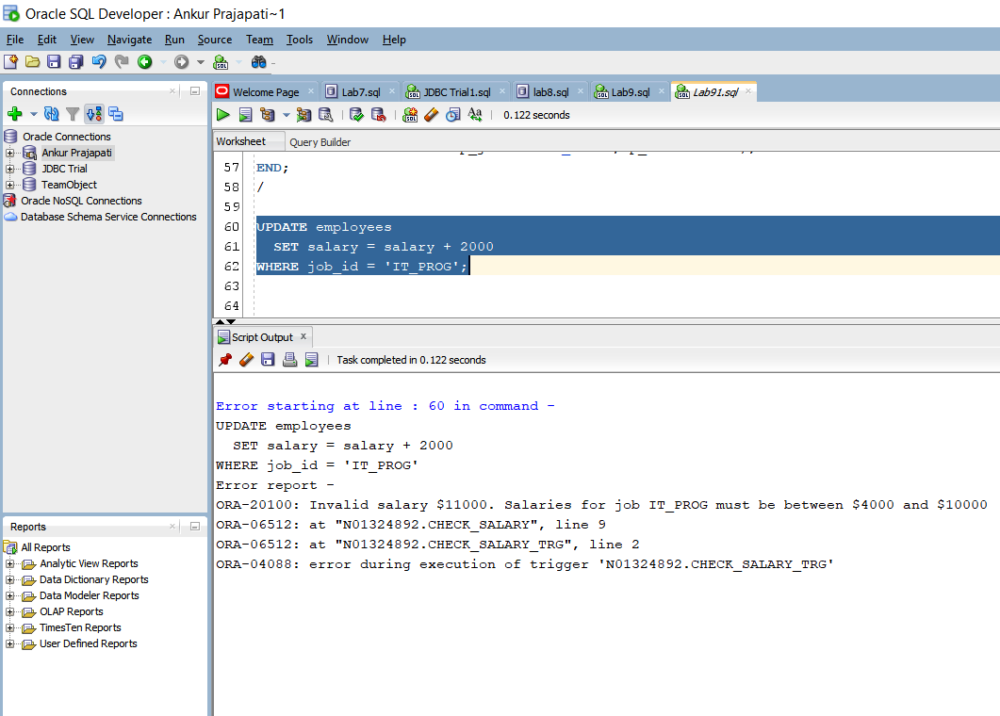 Oracle SQL Developer : Ankur Prajapati~1
File Edit View Navigate Run Source Team Tools Window Help
Connections
Oracle Connections
Ankur Prajapati
JDBC Trial
TeamObject
Oracle NoSQL Connections
Database Schema Service Connections
Reports
All Reports
Analytic View Reports
Data Dictionary Reports
Data Modeler Reports
OLAP Reports
TimesTen Reports
User Defined Reports
Welcome Page Lab7.sql JDBC Trial1.sql lab8.sql Lab9.sql Lab91.sql
0.122 seconds
Worksheet Query Builder
57 END;
58 /
59
60 UPDATE employees
61 SET salary = salary + 2000
62 WHERE job_id = 'IT_PROG';
63
64
Script Output x
Task completed in 0.122 seconds
Error starting at line : 60 in command -
UPDATE employees
SET salary = salary + 2000
WHERE job_id = 'IT_PROG'
Error report -
ORA-20100: Invalid salary $11000. Salaries for job IT_PROG must be between $4000 and $10000
ORA-06512: at "N01324892.CHECK_SALARY", line 9
ORA-06512: at "N01324892.CHECK_SALARY_TRG", line 2
ORA-04088: error during execution of trigger 'N01324892.CHECK_SALARY_TRG'